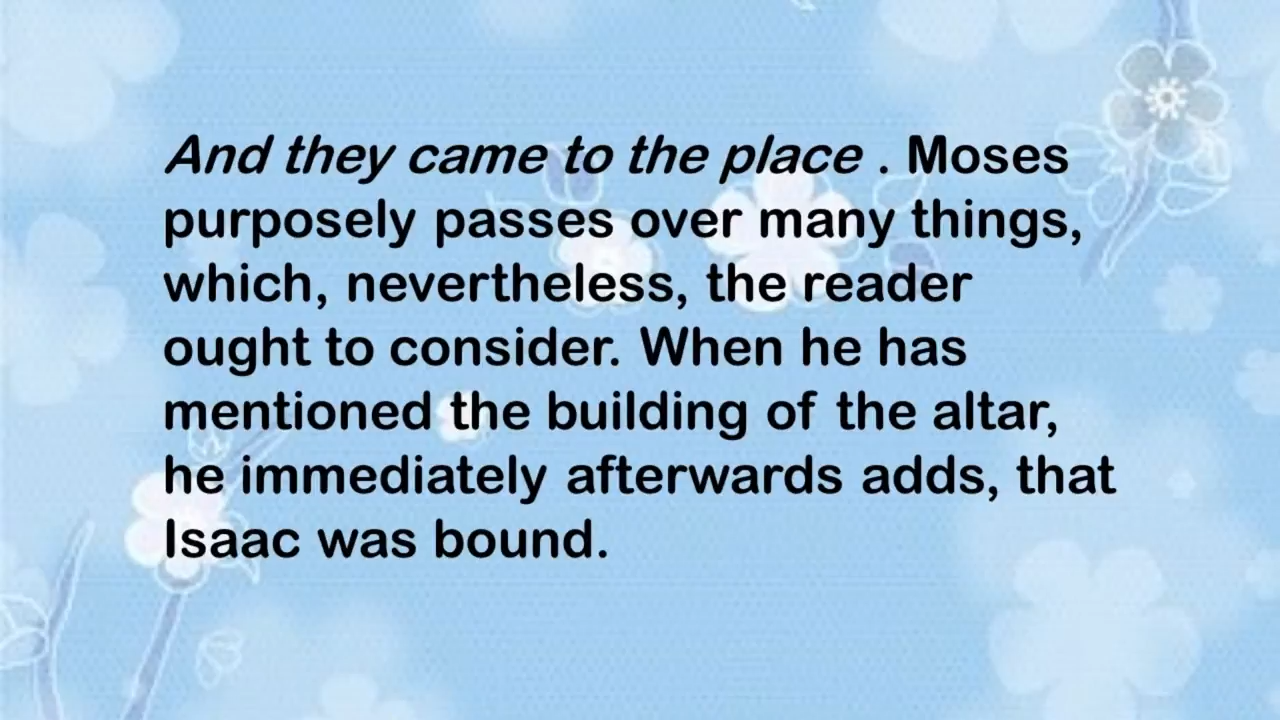 And they came to the place . Moses
purposely passes over many things,
which, nevertheless, the reader
ought to consider. When he has
mentioned the building of the altar,
he immediately afterwards adds, that
Isaac was bound.